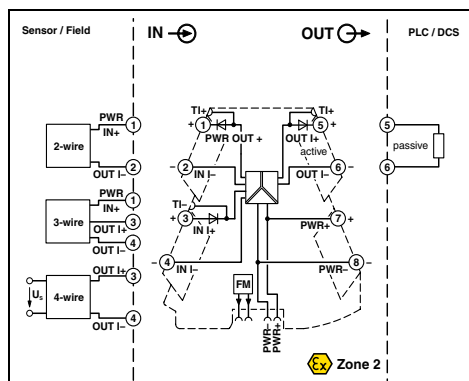 Sensor / Field
IN
OUT
PLC / DCS
PWR
IN+
1
2-wire
2
OUT I–
PWR
IN+
1
3-wire
OUT I+
3
OUT I–
4
OUT I+
3
4-wire
Us
OUT I–
4
TI+
+
1
PWR OUT +
–
2
IN I–
TI–
+
3
IN I+
–
4
IN I–
TI+
5
+
OUT I+
active
6
–
OUT I–
7
+
PWR+
8
–
PWR–
FM
PWR–
PWR+
5
passive
6
Ex
Zone 2